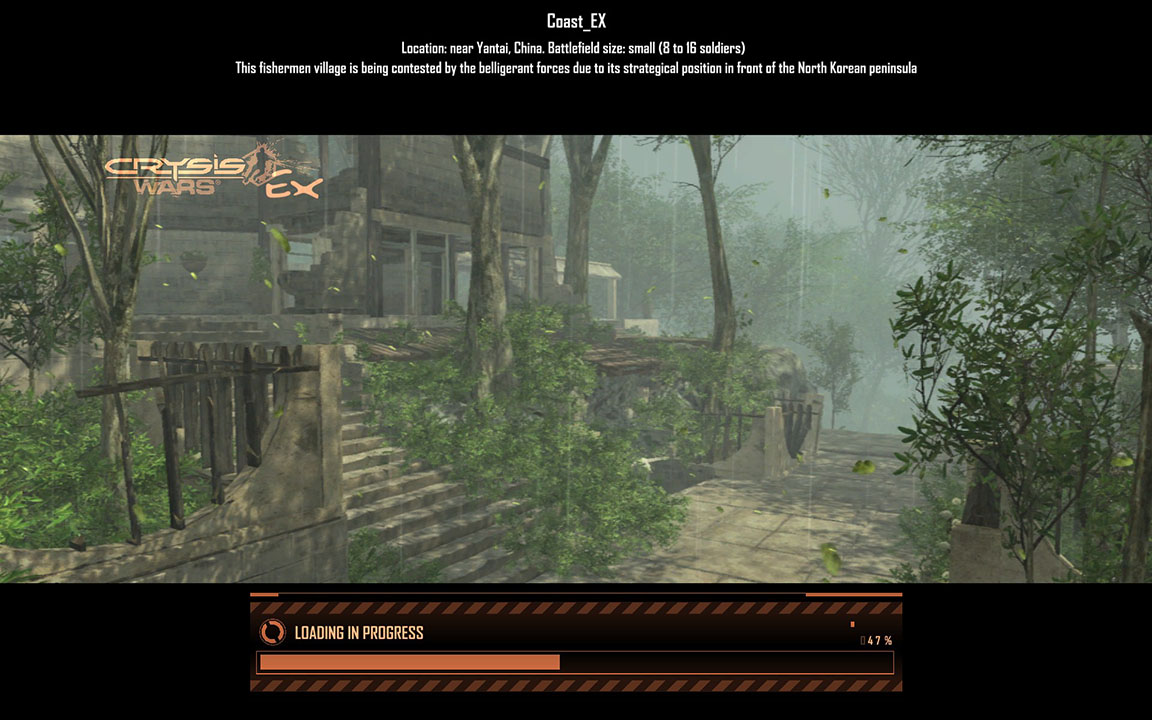 Coast_EX
Location: near Yantai, China. Battlefield size: small (8 to 16 soldiers)
This fishermen village is being contested by the belligerant forces due to its strategical position in front of the North Korean peninsula
CRYSIS
WARS® EX
LOADING IN PROGRESS
47%